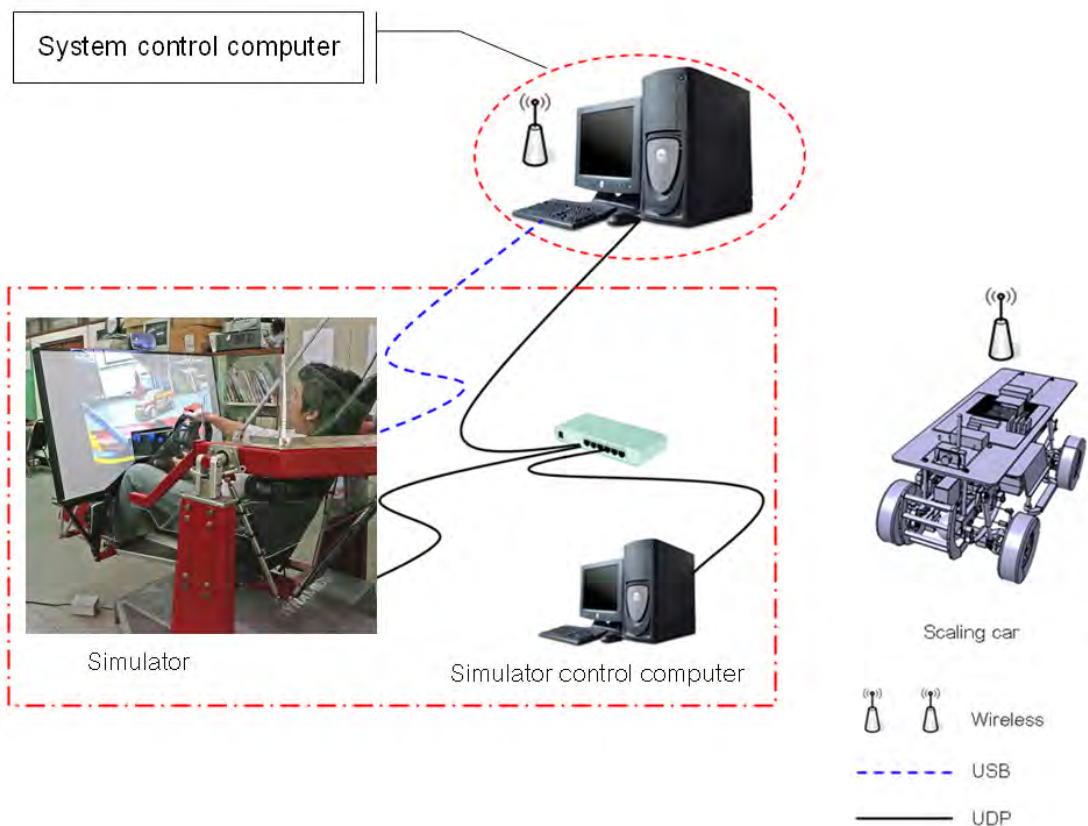 System control computer
Simulator
Simulator control computer
Scaling car
Wireless
USB
UDP